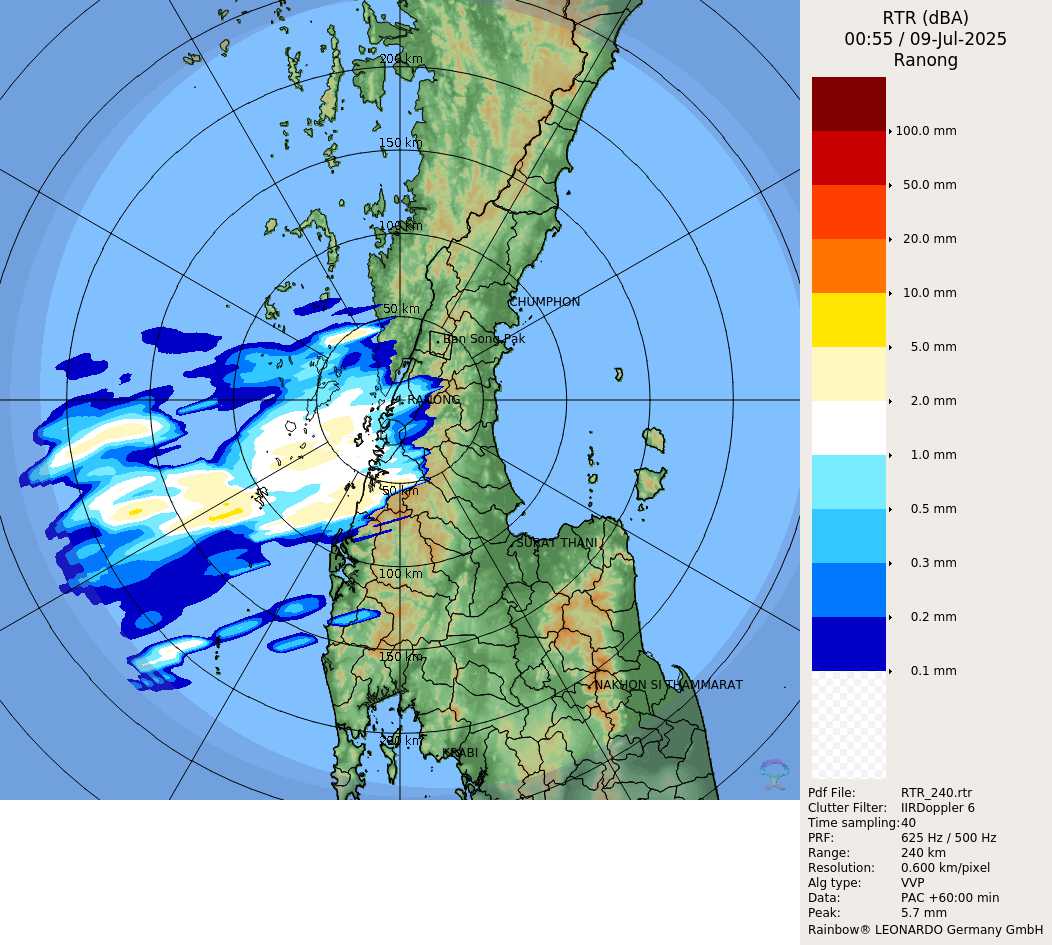 RTR (dBA)
00:55 / 09-Jul-2025
Ranong
200 km
150 km
100 km
50 km
CHUMPHON
Ban Song Pak
RANONG
50 km
SURAT THANI
100 km
150 km
NAKHON SI THAMMARAT
200 km
KRABI
100.0 mm
50.0 mm
20.0 mm
10.0 mm
5.0 mm
2.0 mm
1.0 mm
0.5 mm
0.3 mm
0.2 mm
0.1 mm
Pdf File: RTR_240.rtr
Clutter Filter: IIRDoppler 6
Time sampling:40
PRF: 625 Hz / 500 Hz
Range: 240 km
Resolution: 0.600 km/pixel
Alg type: VVP
Data: PAC +60:00 min
Peak: 5.7 mm
Rainbow® LEONARDO Germany GmbH